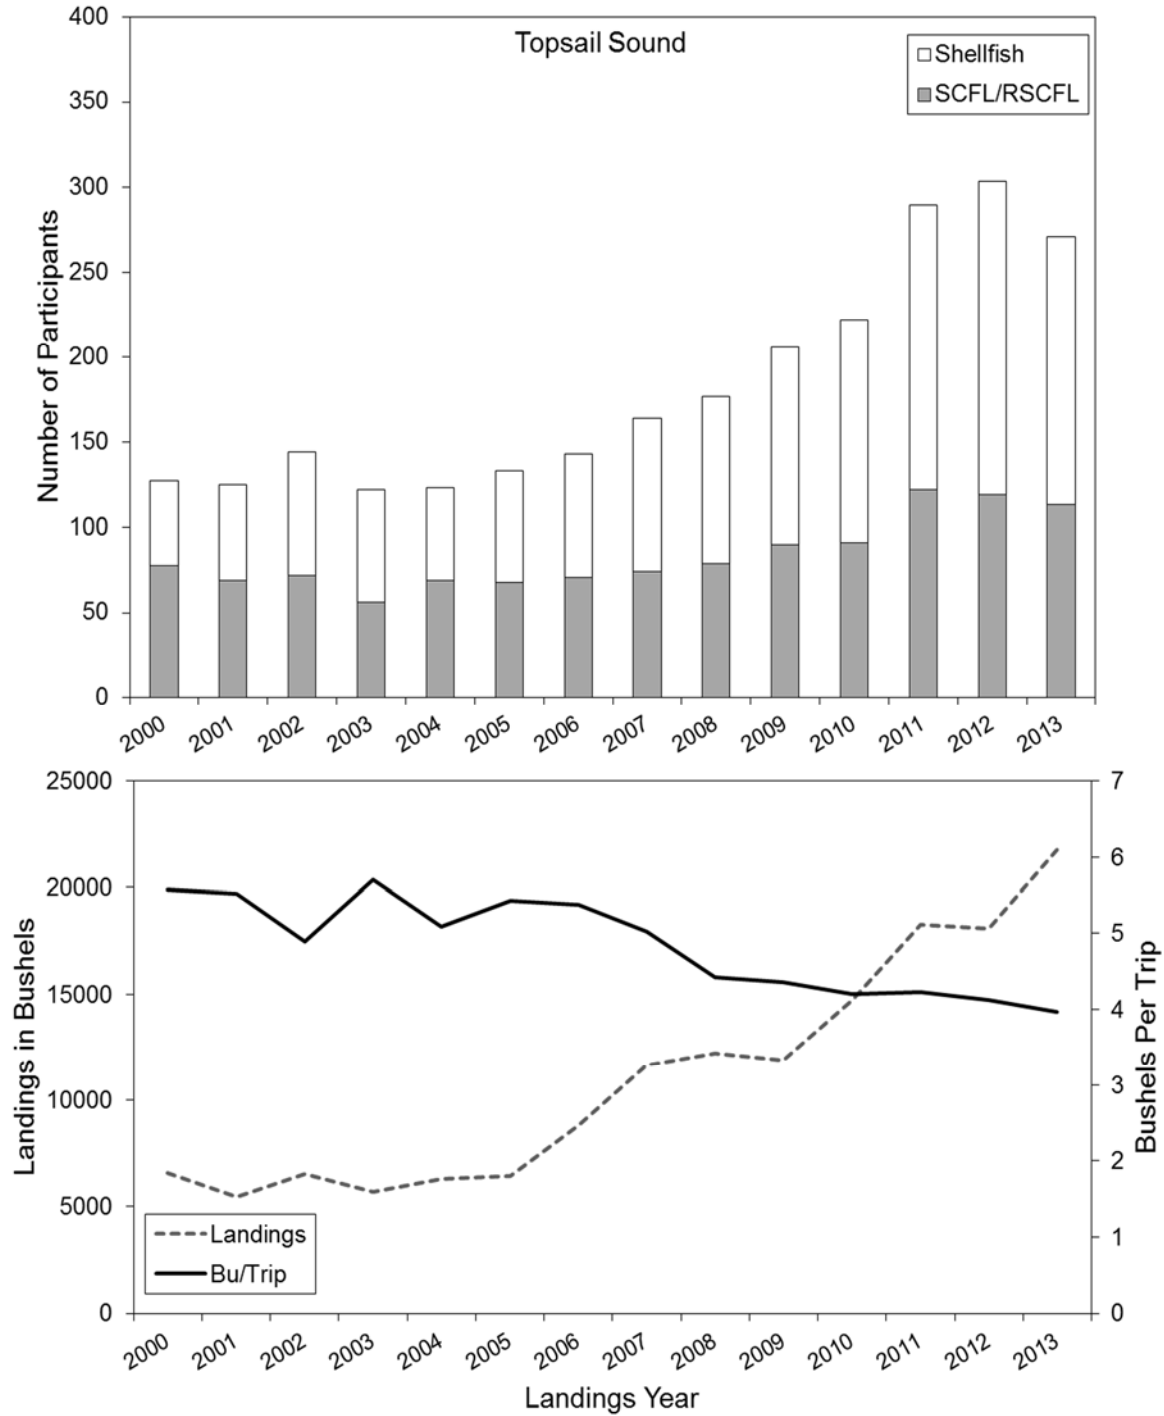 Topsail Sound
Shellfish
SCFL/RSCFL
Number of Participants
400
350
300
250
200
150
100
50
0
2000 2001 2002 2003 2004 2005 2006 2007 2008 2009 2010 2011 2012 2013
Landings in Bushels
25000
20000
15000
10000
5000
0
Landings
Bu/Trip
7
6
5
4
3
2
1
0
Bushels Per Trip
2000 2001 2002 2003 2004 2005 2006 2007 2008 2009 2010 2011 2012 2013
Landings Year